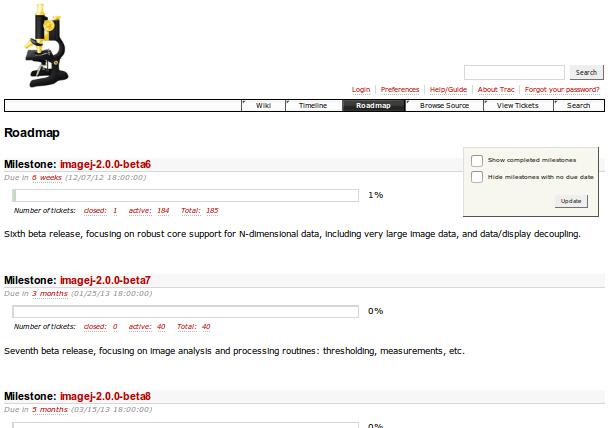 Search
Login Preferences Help/Guide About Trac Forgot your password?
Wiki Timeline Roadmap Browse Source View Tickets Search
Roadmap
Show completed milestones
Hide milestones with no due date
Update
Milestone: imagej-2.0.0-beta6
Due in 6 weeks (12/07/12 18:00:00)
1%
Number of tickets: closed: 1 active: 184 Total: 185
Sixth beta release, focusing on robust core support for N-dimensional data, including very large image data, and data/display decoupling.
Milestone: imagej-2.0.0-beta7
Due in 3 months (01/25/13 18:00:00)
0%
Number of tickets: closed: 0 active: 40 Total: 40
Seventh beta release, focusing on image analysis and processing routines: thresholding, measurements, etc.
Milestone: imagej-2.0.0-beta8
Due in 5 months (03/15/13 18:00:00)
0%